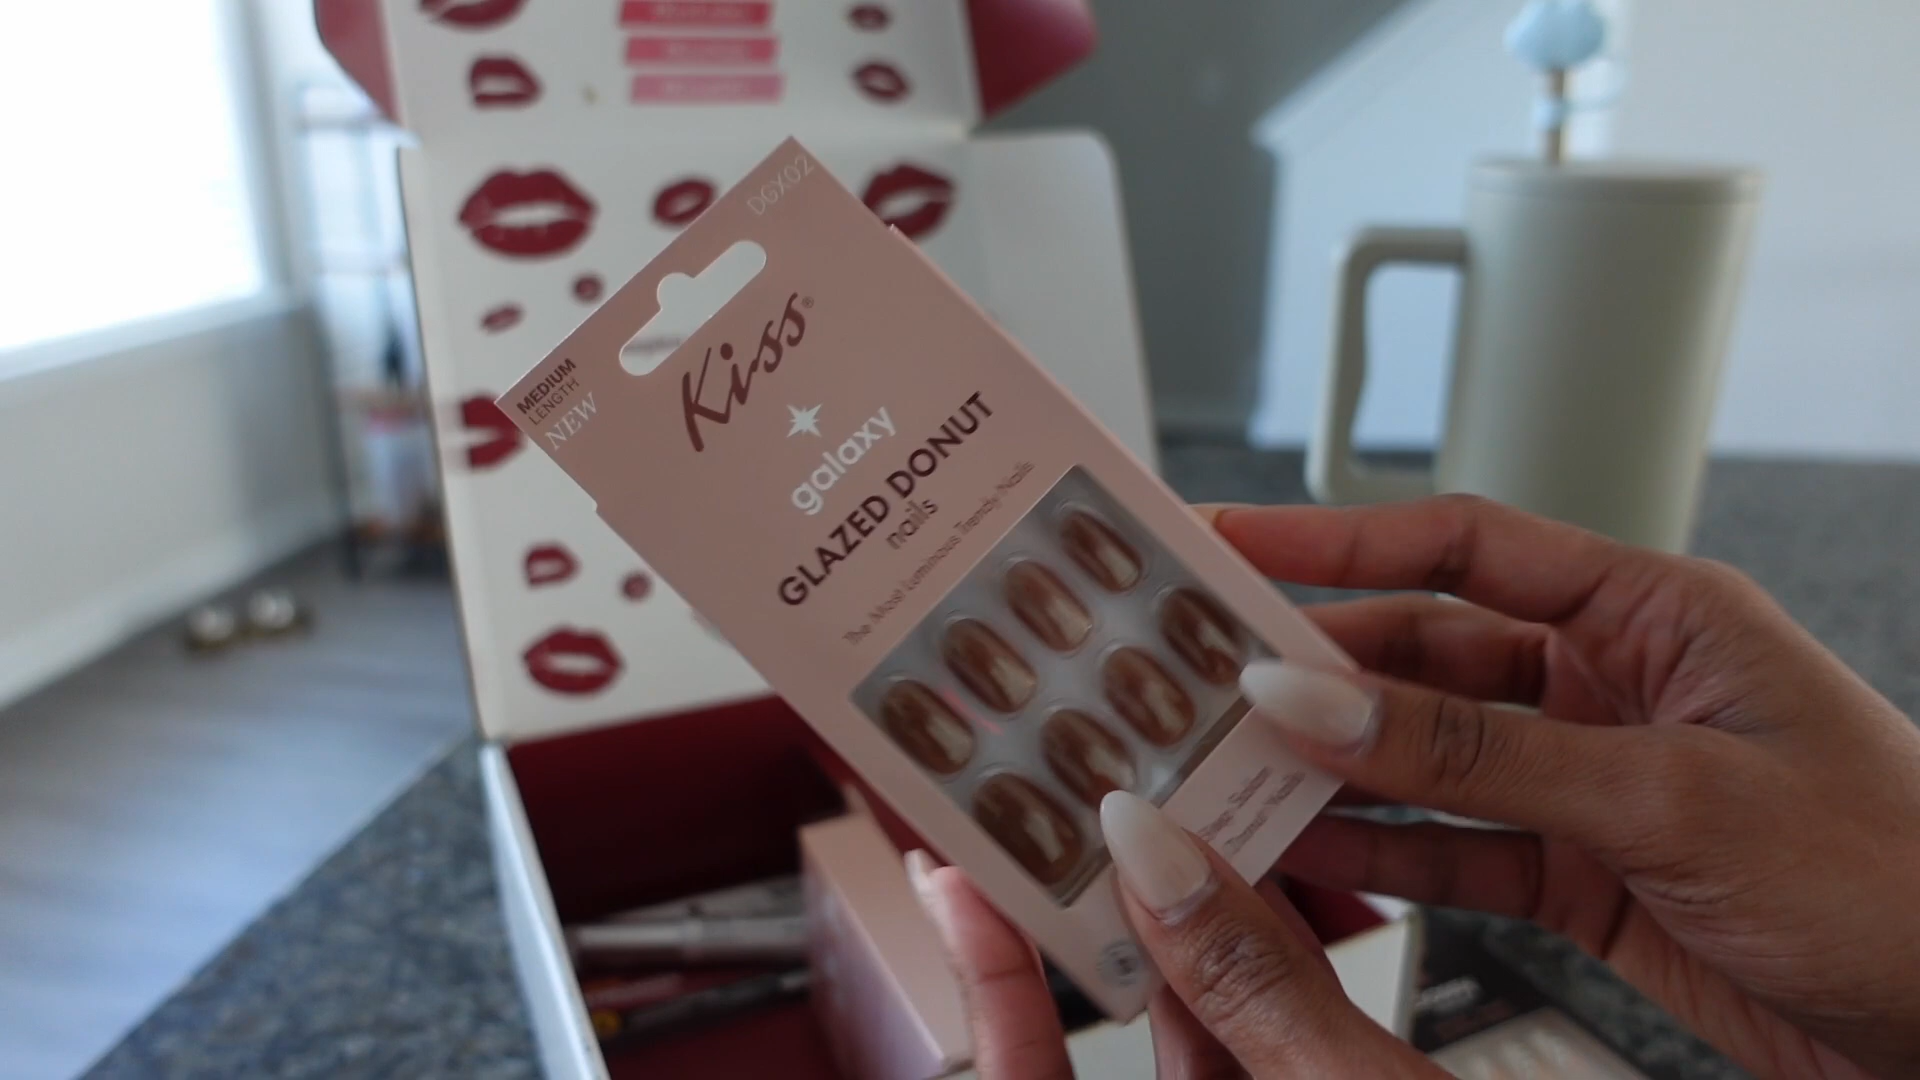 DGX02
MEDIUM
LENGTH
NEW
Kiss®
galaxy
GLAZED DONUT
nails
The Most Luminous Trendy Nails